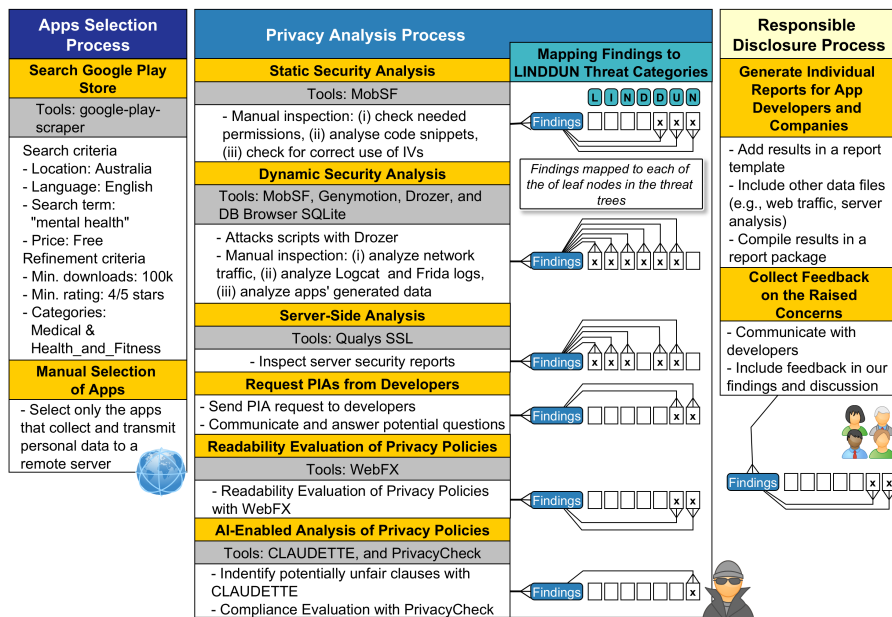 Apps Selection
Process
Search Google Play
Store
Tools: google-play-
scraper
Search criteria
- Location: Australia
- Language: English
- Search term:
"mental health"
- Price: Free
Refinement criteria
- Min. downloads: 100k
- Min. rating: 4/5 stars
- Categories:
Medical &
Health_and_Fitness
Manual Selection
of Apps
- Select only the apps
that collect and transmit
personal data to a
remote server
Privacy Analysis Process
Static Security Analysis
Tools: MobSF
- Manual inspection: (i) check needed
permissions, (ii) analyse code snippets,
(iii) check for correct use of IVs
Dynamic Security Analysis
Tools: MobSF, Genymotion, Drozer, and
DB Browser SQLite
- Attacks scripts with Drozer
- Manual inspection: (i) analyze network
traffic, (ii) analyze Logcat and Frida logs,
(iii) analyze apps' generated data
Server-Side Analysis
Tools: Qualys SSL
- Inspect server security reports
Request PIAs from Developers
- Send PIA request to developers
- Communicate and answer potential questions
Readability Evaluation of Privacy Policies
Tools: WebFX
- Readability Evaluation of Privacy Policies
with WebFX
AI-Enabled Analysis of Privacy Policies
Tools: CLAUDETTE, and PrivacyCheck
- Indentify potentially unfair clauses with
CLAUDETTE
- Compliance Evaluation with PrivacyCheck
Mapping Findings to
LINDDUN Threat Categories
L I N D D U N
Findings x x x
Findings mapped to each of
the of leaf nodes in the threat
trees
Findings x x x x x x
Findings x x x x x
Findings x x
Findings x x
Findings x
Responsible
Disclosure Process
Generate Individual
Reports for App
Developers and
Companies
- Add results in a report
template
- Include other data files
(e.g., web traffic, server
analysis)
- Compile results in a
report package
Collect Feedback
on the Raised
Concerns
- Communicate with
developers
- Include feedback in our
findings and discussion
Findings x x